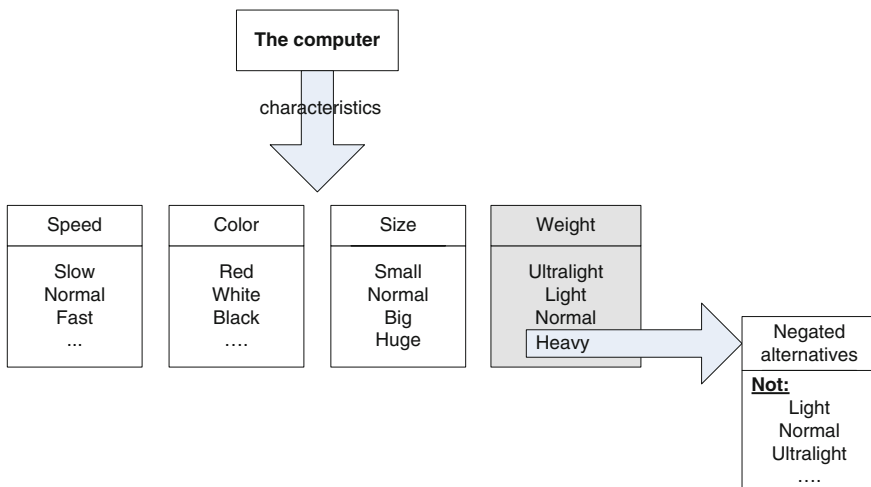 The computer
characteristics
Speed
Slow
Normal
Fast
...
Color
Red
White
Black
....
Size
Small
Normal
Big
Huge
Weight
Ultralight
Light
Normal
Heavy
Negated
alternatives
Not:
Light
Normal
Ultralight
....